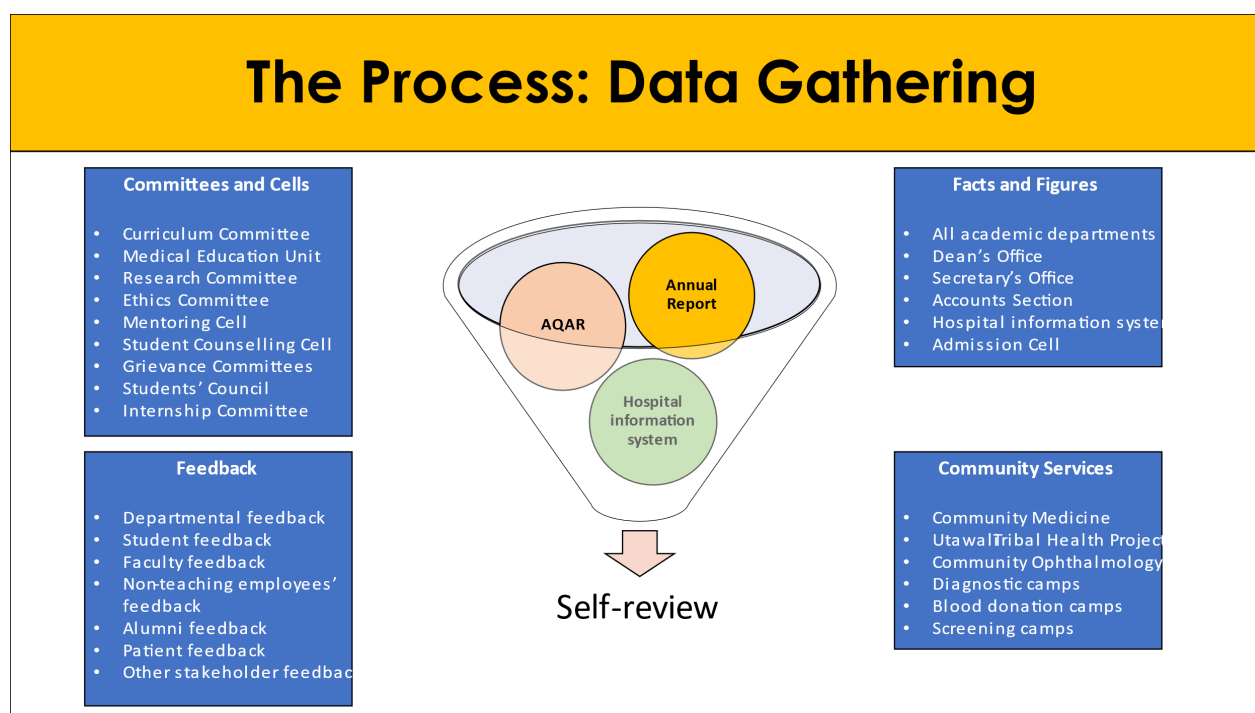 The Process: Data Gathering
Committees and Cells
• Curriculum Committee
• Medical Education Unit
• Research Committee
• Ethics Committee
• Mentoring Cell
• Student Counselling Cell
• Grievance Committees
• Students’ Council
• Internship Committee
Feedback
• Departmental feedback
• Student feedback
• Faculty feedback
• Non-teaching employees’
feedback
• Alumni feedback
• Patient feedback
• Other stakeholder feedbac
AQAR
Annual
Report
Hospital
information
system
Self-review
Facts and Figures
• All academic departments
• Dean’s Office
• Secretary’s Office
• Accounts Section
• Hospital information system
• Admission Cell
Community Services
• Community Medicine
• Utawali Tribal Health Project
• Community Ophthalmology
• Diagnostic camps
• Blood donation camps
• Screening camps